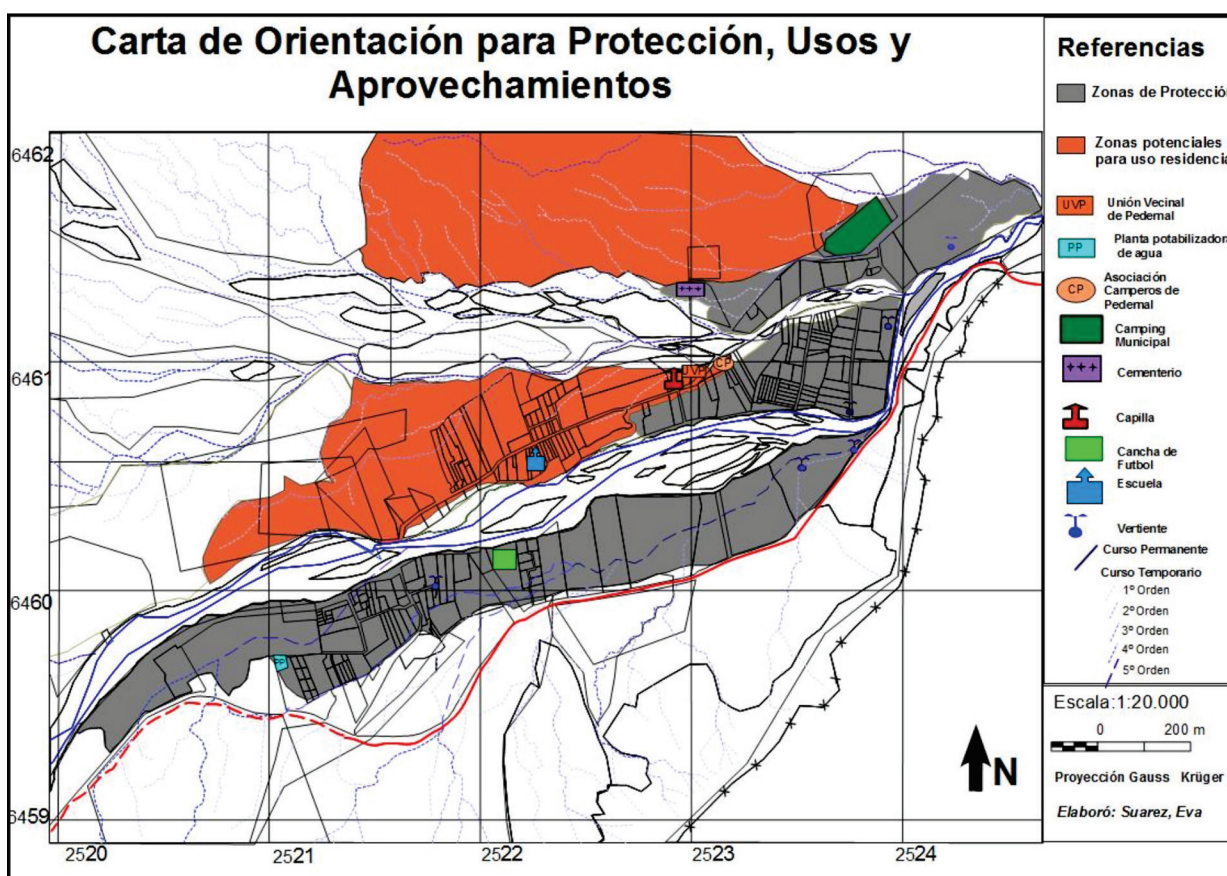 Carta de Orientación para Protección, Usos y
Aprovechamientos
6462
6461
6460
6459
2520
2521
2522
2523
2524
UVP
CP
PP
+++
N
Referencias
Zonas de Protección
Zonas potenciales
para uso residencia
UVP
Unión Vecinal
de Pedernal
PP
Planta potabilizadora
de agua
CP
Asociación
Camperos de
Pedernal
Camping
Municipal
+++
Cementerio
Capilla
Cancha de
Futbol
Escuela
Vertiente
Curso Permanente
Curso Temporario
1º Orden
2º Orden
3º Orden
4º Orden
5º Orden
Escala:1:20.000
0 200 m
Proyección Gauss Krüger
Elaboró: Suarez, Eva